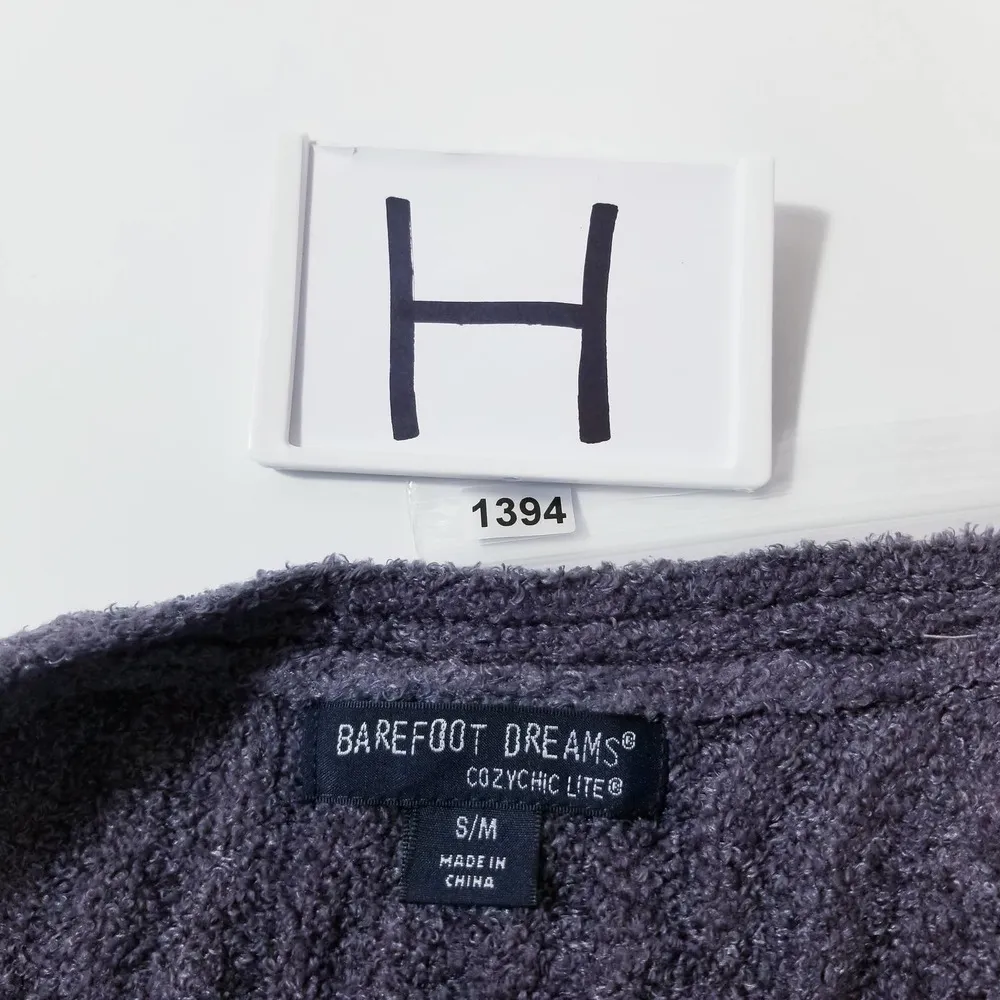 H
1394
BAREFOOT DREAMS®
COZYCHIC LITE®
S/M
MADE IN
CHINA